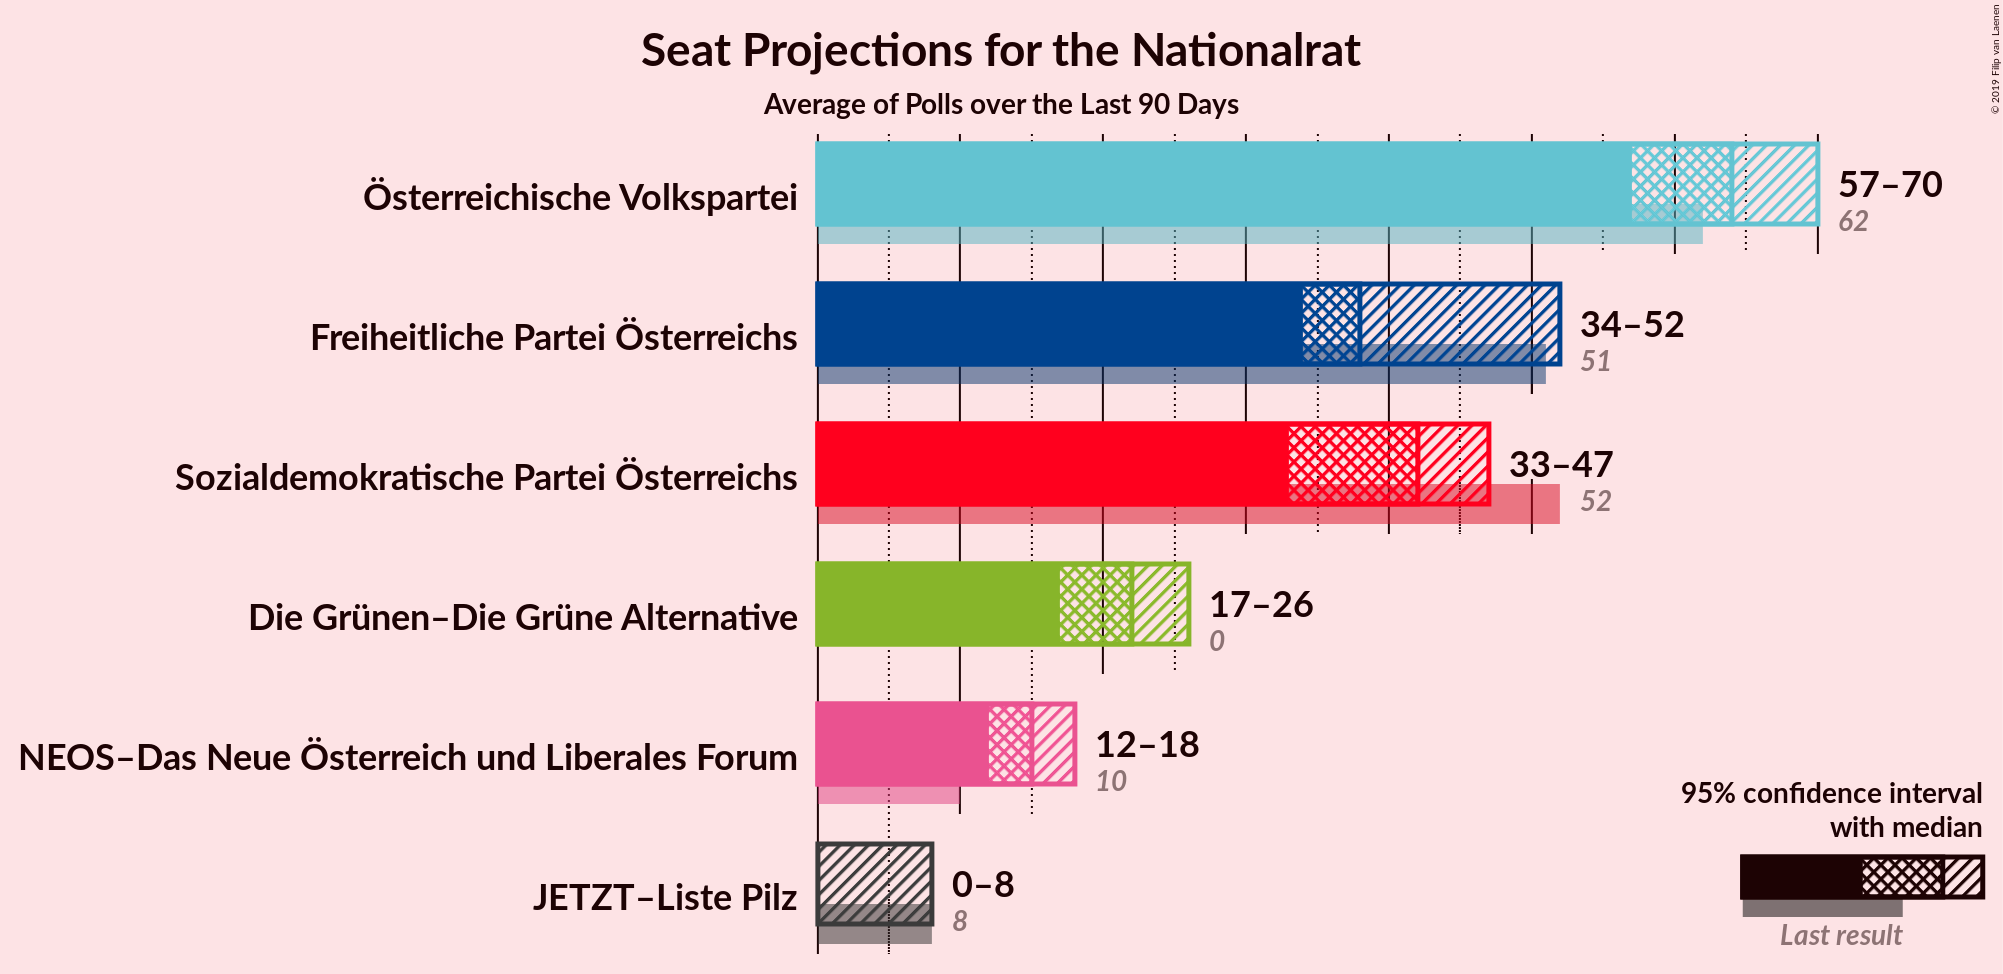 Seat Projections for the Nationalrat
Average of Polls over the Last 90 Days
© 2019 Filip van Laenen
Österreichische Volkspartei
57–70
62
Freiheitliche Partei Österreichs
34–52
51
Sozialdemokratische Partei Österreichs
33–47
52
Die Grünen–Die Grüne Alternative
17–26
0
NEOS–Das Neue Österreich und Liberales Forum
12–18
10
JETZT–Liste Pilz
0–8
8
95% confidence interval
with median
Last result